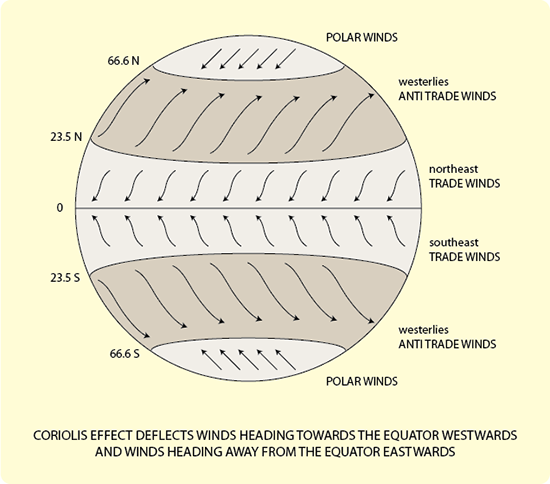 POLAR WINDS
66.6 N
westerlies
ANTI TRADE WINDS
23.5 N
northeast
TRADE WINDS
0
southeast
TRADE WINDS
23.5 S
westerlies
ANTI TRADE WINDS
66.6 S
POLAR WINDS
CORIOLIS EFFECT DEFLECTS WINDS HEADING TOWARDS THE EQUATOR WESTWARDS
AND WINDS HEADING AWAY FROM THE EQUATOR EASTWARDS